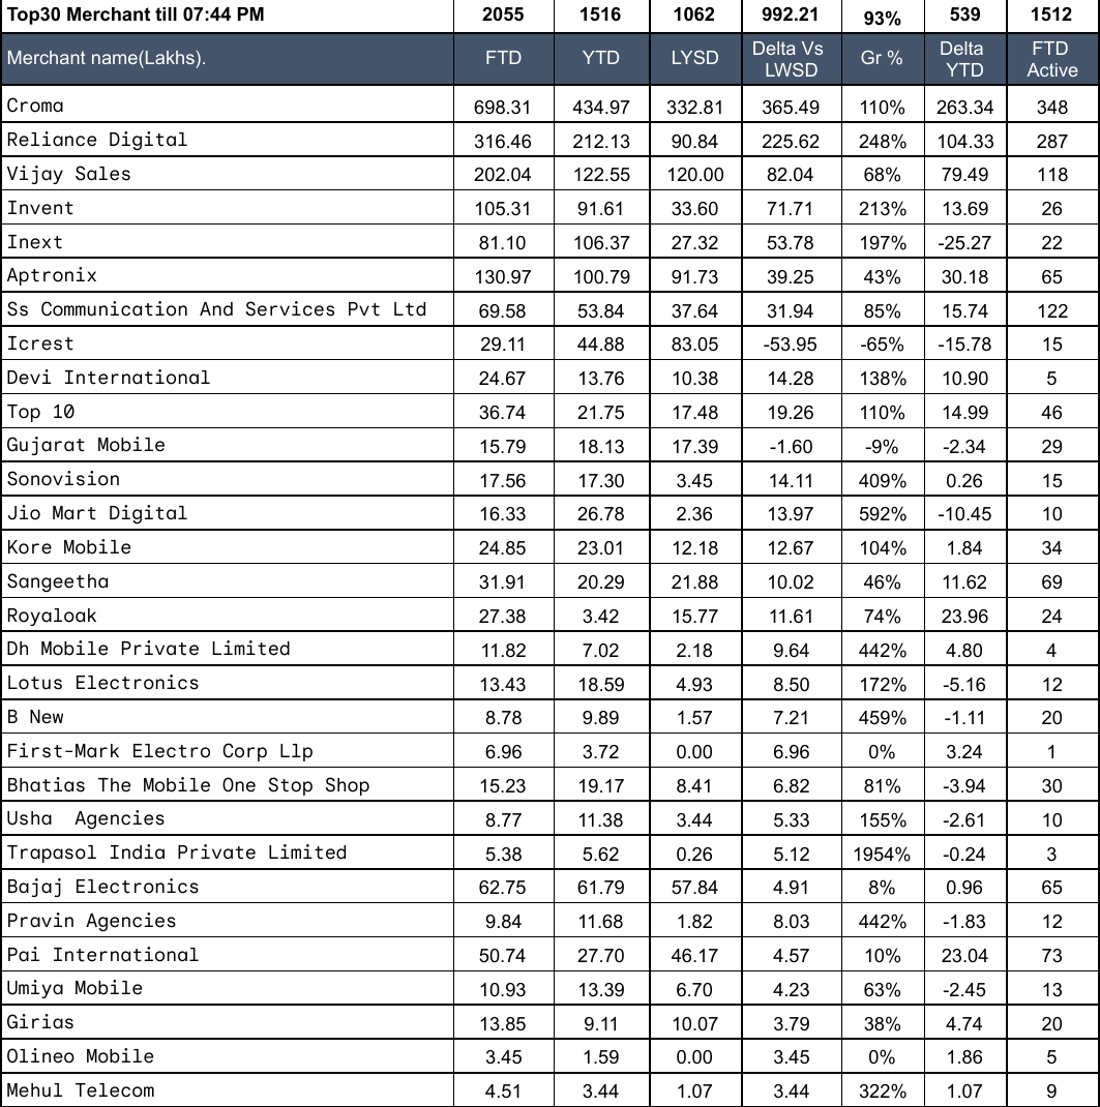 Top30 Merchant till 07:44 PM 2055 1516 1062 992.21 93% 539 1512
Merchant name(Lakhs). FTD YTD LYSD Delta Vs LWSD Gr % Delta YTD FTD Active
Croma 698.31 434.97 332.81 365.49 110% 263.34 348
Reliance Digital 316.46 212.13 90.84 225.62 248% 104.33 287
Vijay Sales 202.04 122.55 120.00 82.04 68% 79.49 118
Invent 105.31 91.61 33.60 71.71 213% 13.69 26
Inext 81.10 106.37 27.32 53.78 197% -25.27 22
Aptronix 130.97 100.79 91.73 39.25 43% 30.18 65
Ss Communication And Services Pvt Ltd 69.58 53.84 37.64 31.94 85% 15.74 122
Icrest 29.11 44.88 83.05 -53.95 -65% -15.78 15
Devi International 24.67 13.76 10.38 14.28 138% 10.90 5
Top 10 36.74 21.75 17.48 19.26 110% 14.99 46
Gujarat Mobile 15.79 18.13 17.39 -1.60 -9% -2.34 29
Sonovision 17.56 17.30 3.45 14.11 409% 0.26 15
Jio Mart Digital 16.33 26.78 2.36 13.97 592% -10.45 10
Kore Mobile 24.85 23.01 12.18 12.67 104% 1.84 34
Sangeetha 31.91 20.29 21.88 10.02 46% 11.62 69
Royaloak 27.38 3.42 15.77 11.61 74% 23.96 24
Dh Mobile Private Limited 11.82 7.02 2.18 9.64 442% 4.80 4
Lotus Electronics 13.43 18.59 4.93 8.50 172% -5.16 12
B New 8.78 9.89 1.57 7.21 459% -1.11 20
First-Mark Electro Corp Llp 6.96 3.72 0.00 6.96 0% 3.24 1
Bhatias The Mobile One Stop Shop 15.23 19.17 8.41 6.82 81% -3.94 30
Usha  Agencies 8.77 11.38 3.44 5.33 155% -2.61 10
Trapasol India Private Limited 5.38 5.62 0.26 5.12 1954% -0.24 3
Bajaj Electronics 62.75 61.79 57.84 4.91 8% 0.96 65
Pravin Agencies 9.84 11.68 1.82 8.03 442% -1.83 12
Pai International 50.74 27.70 46.17 4.57 10% 23.04 73
Umiya Mobile 10.93 13.39 6.70 4.23 63% -2.45 13
Girias 13.85 9.11 10.07 3.79 38% 4.74 20
Olineo Mobile 3.45 1.59 0.00 3.45 0% 1.86 5
Mehul Telecom 4.51 3.44 1.07 3.44 322% 1.07 9